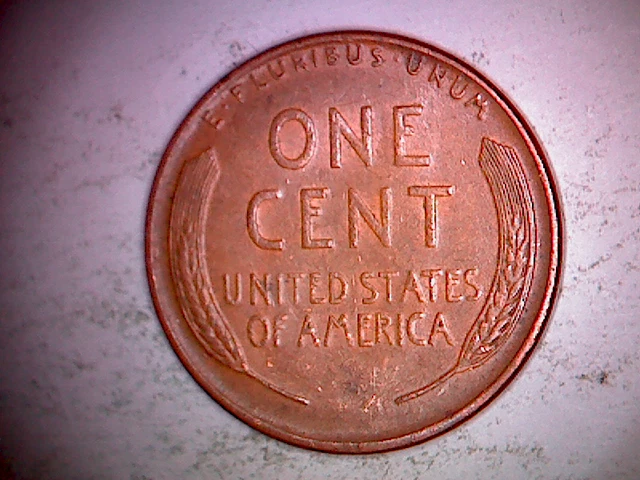 E·PLURIBUS·UNUM
ONE
CENT
UNITED STATES
OF AMERICA